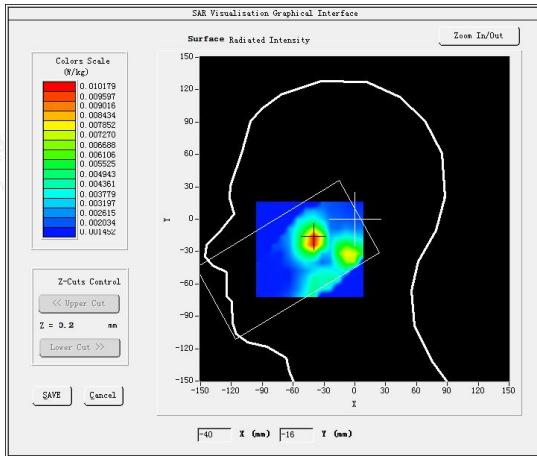 SAR Visualisation Graphical Interface
Surface Radiated Intensity
Zoom In/Out
Colors Scale
(W/kg)
0.010179
0.009597
0.009016
0.008434
0.007852
0.007270
0.006688
0.006106
0.005525
0.004943
0.004361
0.003779
0.003197
0.002615
0.002034
0.001452
Z-Cuts Control
<< Upper Cut
Z = 0.2 mm
Lower Cut >>
SAVE
Cancel
150
120
90
60
30
0
-30
-60
-90
-120
-150
Y
-150 -120 -90 -60 -30 0 30 60 90 120 150
X
-40 X (mm) -16 Y (mm)